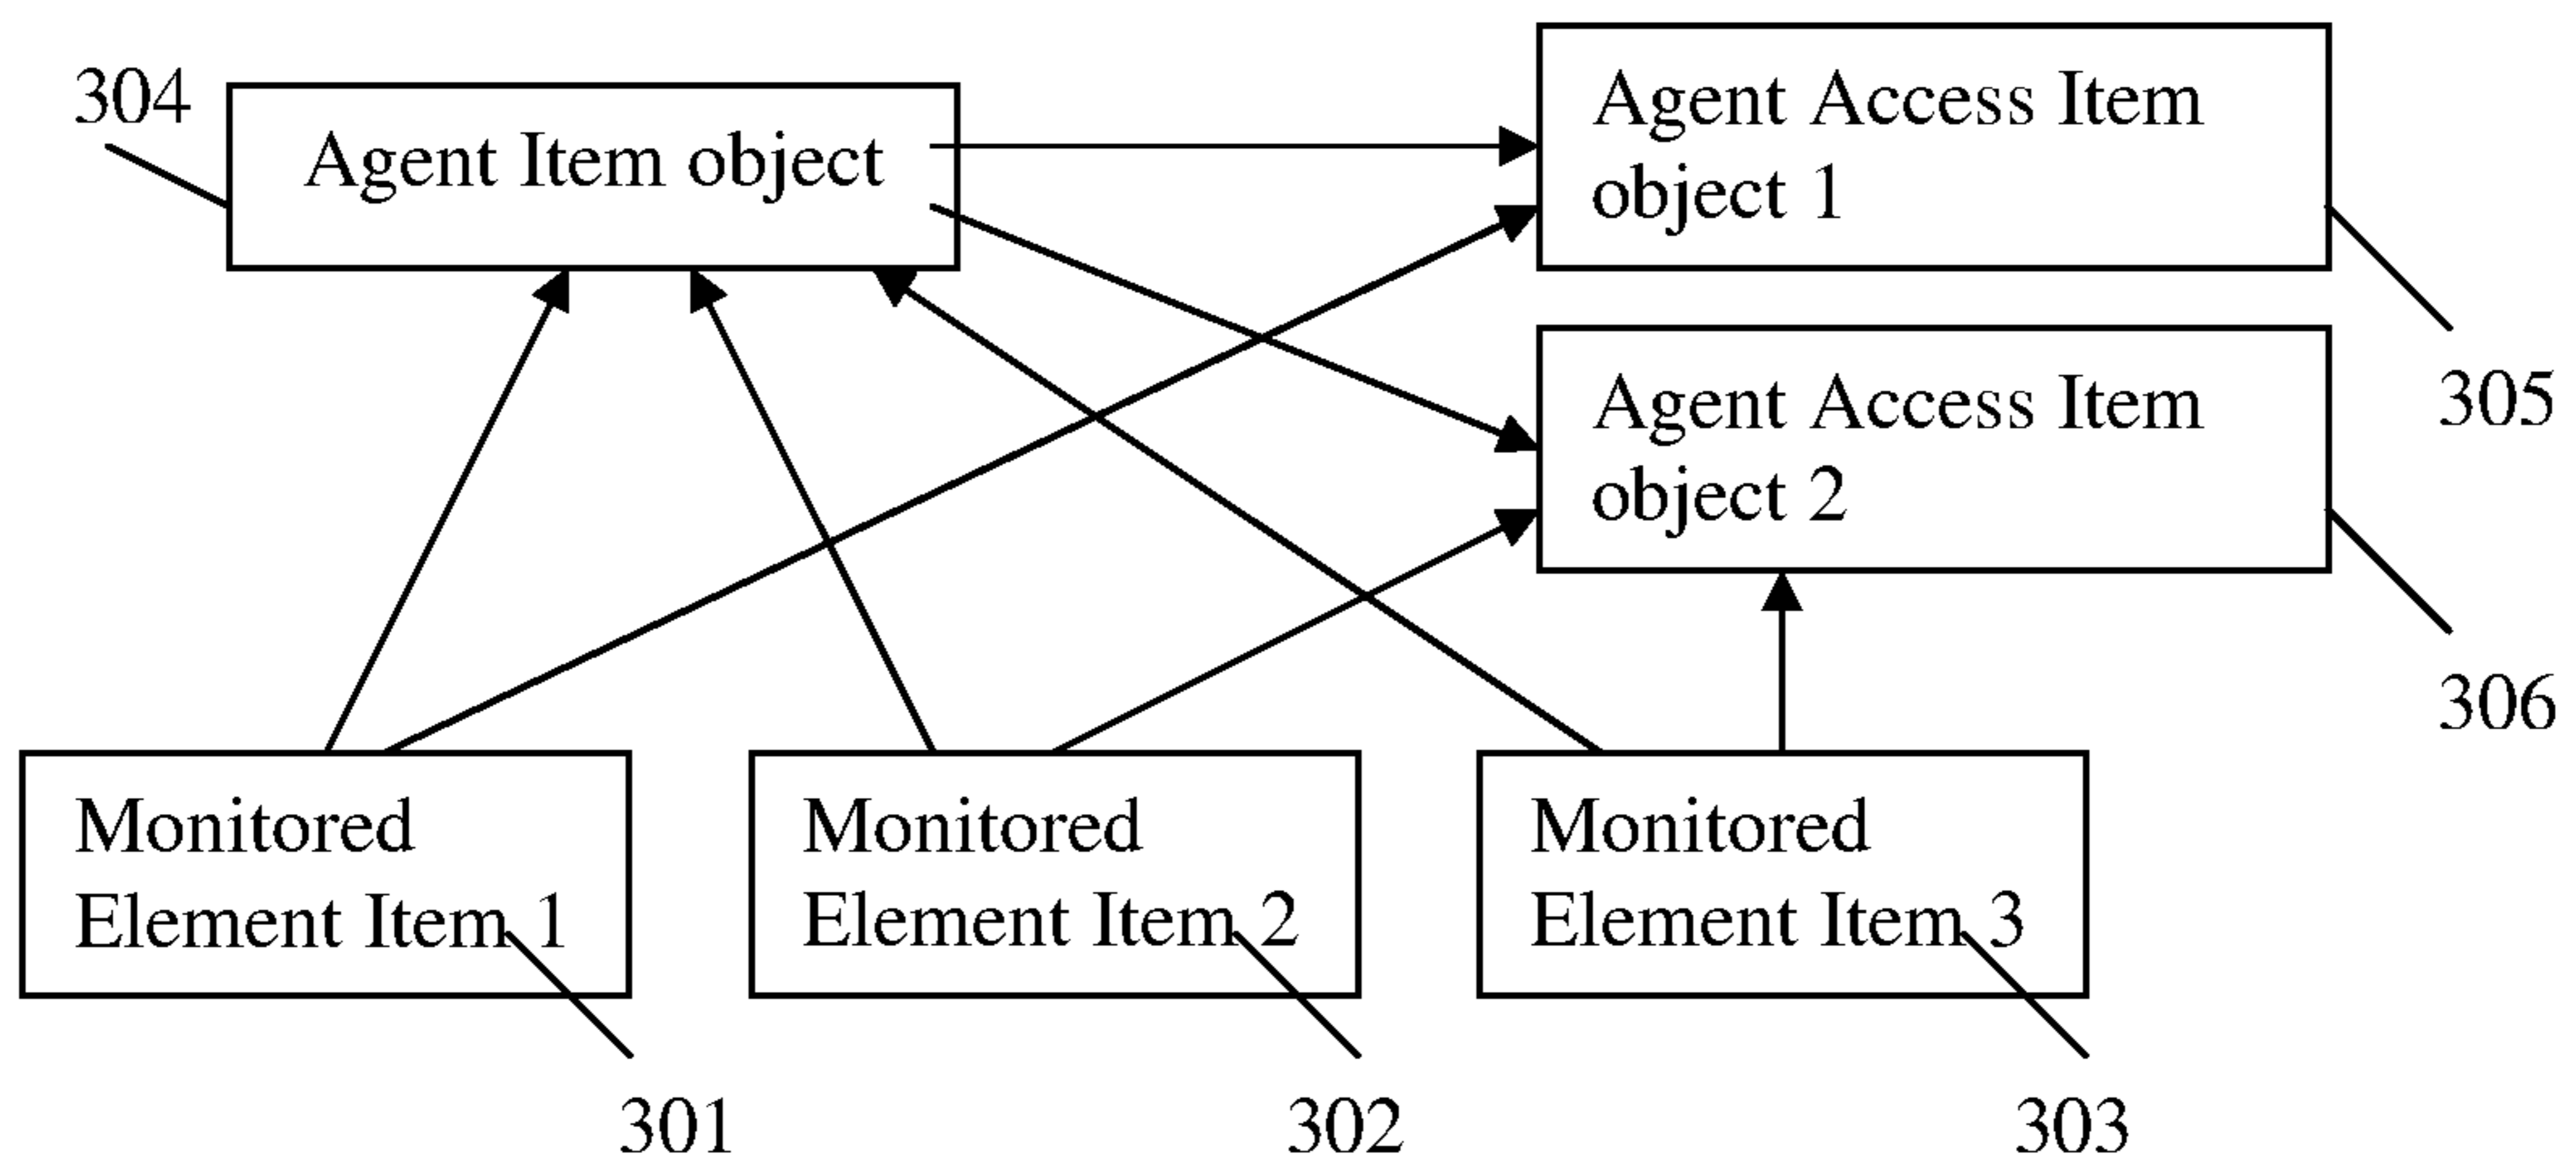 304
Agent Item object
Agent Access Item
object 1
305
Agent Access Item
object 2
306
Monitored
Element Item 1
301
Monitored
Element Item 2
302
Monitored
Element Item 3
303